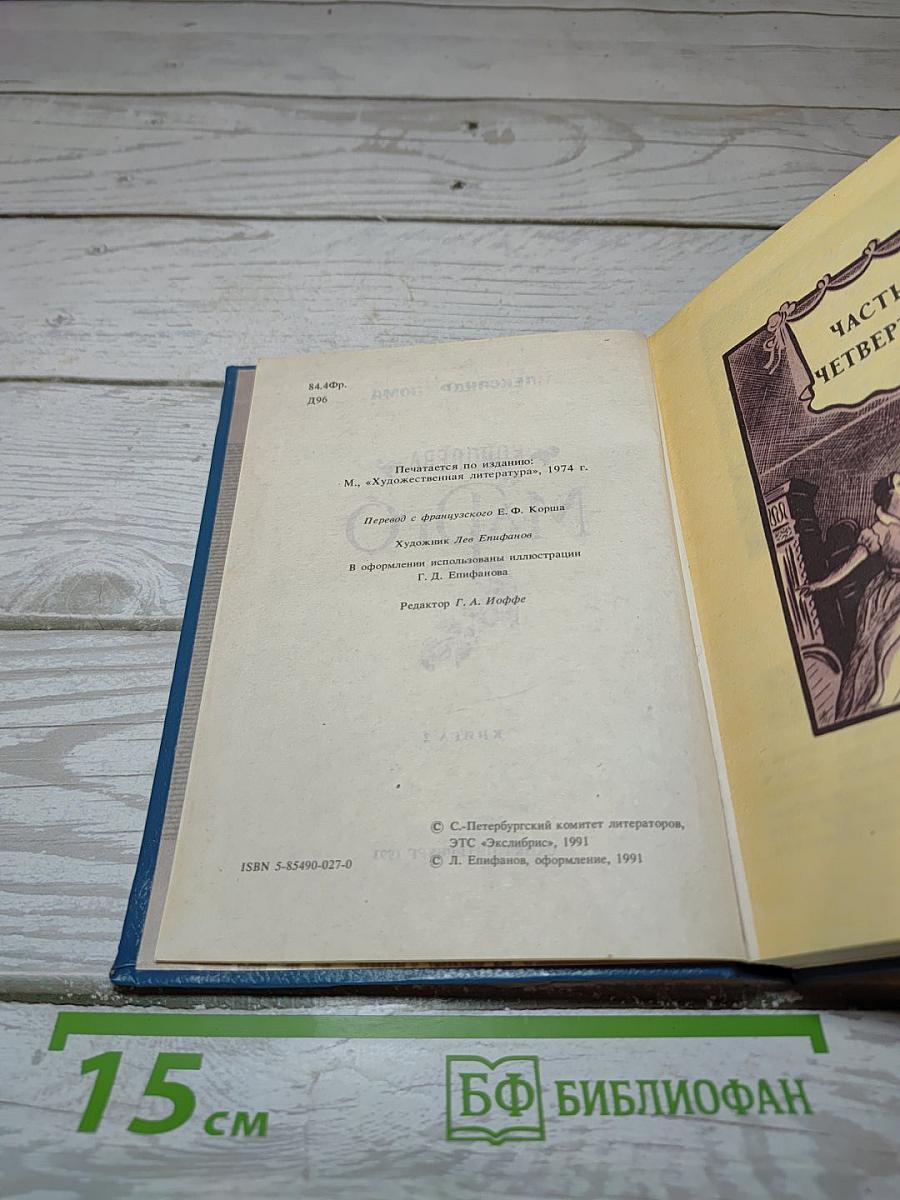 84.4Фр.
Д96
Печатается по изданию:
М., «Художественная литература», 1974 г.
Перевод с французского Е. Ф. Корша
Художник Лев Епифанов
В оформлении использованы иллюстрации
Г. Д. Епифанова
Редактор Г. А. Иоффе
© С.-Петербургский комитет литераторов,
ЭТС «Экслибрис», 1991
© Л. Епифанов, оформление, 1991
ISBN 5-85490-027-0
ЧАСТЬ
15 см
БФ БИБЛИОФАН